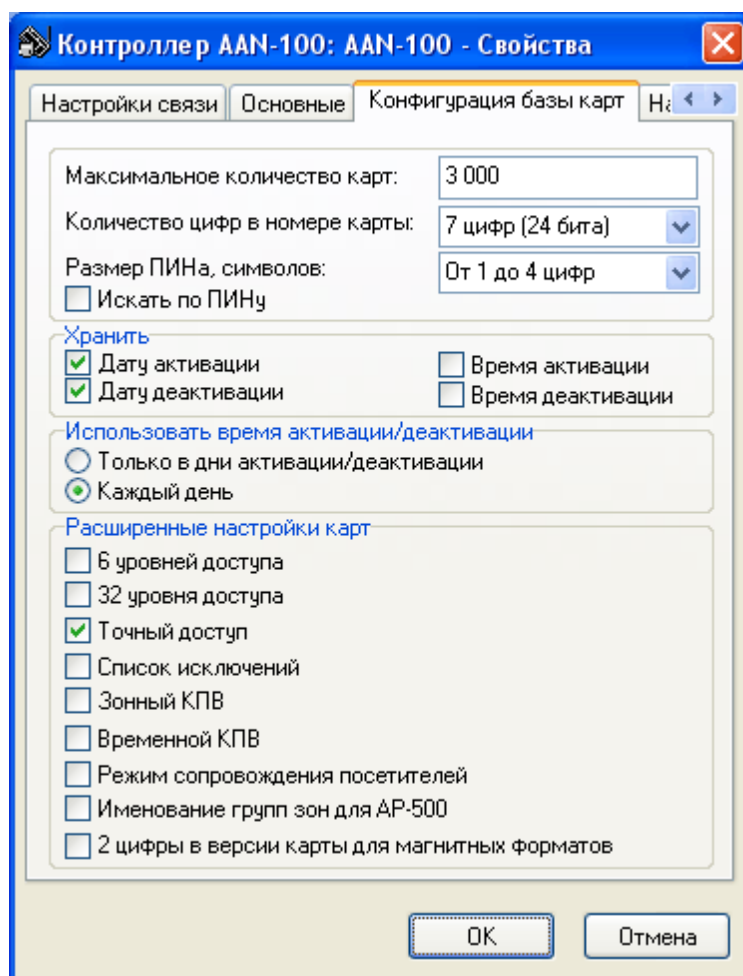 Контроллер AAN-100: AAN-100 - Свойства
Настройки связи Основные Конфигурация базы карт
Максимальное количество карт: 3 000
Количество цифр в номере карты: 7 цифр (24 бита)
Размер ПИНа, символов: От 1 до 4 цифр
Искать по ПИНу
Хранить
Дату активации Время активации
Дату деактивации Время деактивации
Использовать время активации/деактивации
Только в дни активации/деактивации
Каждый день
Расширенные настройки карт
6 уровней доступа
32 уровня доступа
Точный доступ
Список исключений
Зонный КПВ
Временной КПВ
Режим сопровождения посетителей
Именование групп зон для AP-500
2 цифры в версии карты для магнитных форматов
OK Отмена